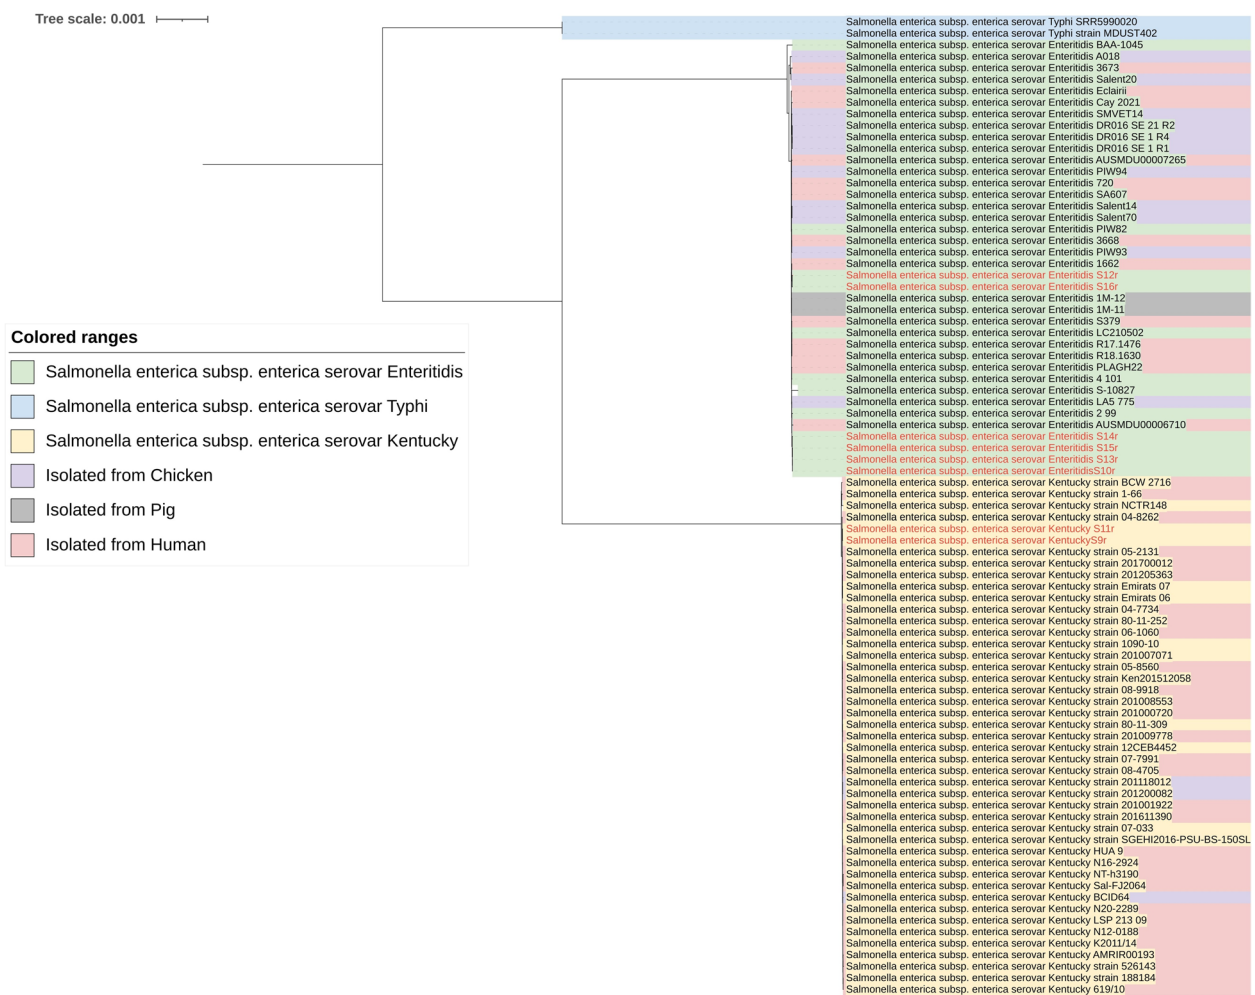 Tree scale: 0.001
Salmonella enterica subsp. enterica serovar Typhi SRR5990020
Salmonella enterica subsp. enterica serovar Typhi strain MDUST402
Salmonella enterica subsp. enterica serovar Enteritidis BAA-1045
Salmonella enterica subsp. enterica serovar Enteritidis A018
Salmonella enterica subsp. enterica serovar Enteritidis 3673
Salmonella enterica subsp. enterica serovar Enteritidis Salent20
Salmonella enterica subsp. enterica serovar Enteritidis Eclairii
Salmonella enterica subsp. enterica serovar Enteritidis Cay 2021
Salmonella enterica subsp. enterica serovar Enteritidis SMVET14
Salmonella enterica subsp. enterica serovar Enteritidis DR016 SE 21 R2
Salmonella enterica subsp. enterica serovar Enteritidis DR016 SE 1 R4
Salmonella enterica subsp. enterica serovar Enteritidis DR016 SE 1 R1
Salmonella enterica subsp. enterica serovar Enteritidis AUSMDU00007265
Salmonella enterica subsp. enterica serovar Enteritidis PIW94
Salmonella enterica subsp. enterica serovar Enteritidis 720
Salmonella enterica subsp. enterica serovar Enteritidis SA607
Salmonella enterica subsp. enterica serovar Enteritidis Salent14
Salmonella enterica subsp. enterica serovar Enteritidis Salent70
Salmonella enterica subsp. enterica serovar Enteritidis PIW82
Salmonella enterica subsp. enterica serovar Enteritidis 3668
Salmonella enterica subsp. enterica serovar Enteritidis PIW93
Salmonella enterica subsp. enterica serovar Enteritidis 1662
Salmonella enterica subsp. enterica serovar Enteritidis S12r
Salmonella enterica subsp. enterica serovar Enteritidis S16r
Salmonella enterica subsp. enterica serovar Enteritidis 1M-12
Salmonella enterica subsp. enterica serovar Enteritidis 1M-11
Salmonella enterica subsp. enterica serovar Enteritidis S379
Salmonella enterica subsp. enterica serovar Enteritidis LC210502
Salmonella enterica subsp. enterica serovar Enteritidis R17.1476
Salmonella enterica subsp. enterica serovar Enteritidis R18.1630
Salmonella enterica subsp. enterica serovar Enteritidis PLAGH22
Salmonella enterica subsp. enterica serovar Enteritidis 4 101
Salmonella enterica subsp. enterica serovar Enteritidis S-10827
Salmonella enterica subsp. enterica serovar Enteritidis LA5 775
Salmonella enterica subsp. enterica serovar Enteritidis 2 99
Salmonella enterica subsp. enterica serovar Enteritidis AUSMDU00006710
Salmonella enterica subsp. enterica serovar Enteritidis S14r
Salmonella enterica subsp. enterica serovar Enteritidis S15r
Salmonella enterica subsp. enterica serovar Enteritidis S13r
Salmonella enterica subsp. enterica serovar EnteritidisS10r
Salmonella enterica subsp. enterica serovar Kentucky strain BCW 2716
Salmonella enterica subsp. enterica serovar Kentucky strain 1-66
Salmonella enterica subsp. enterica serovar Kentucky strain NCTR148
Salmonella enterica subsp. enterica serovar Kentucky strain 04-8262
Salmonella enterica subsp. enterica serovar Kentucky S11r
Salmonella enterica subsp. enterica serovar KentuckyS9r
Salmonella enterica subsp. enterica serovar Kentucky strain 05-2131
Salmonella enterica subsp. enterica serovar Kentucky strain 201700012
Salmonella enterica subsp. enterica serovar Kentucky strain 201205363
Salmonella enterica subsp. enterica serovar Kentucky strain Emirats 07
Salmonella enterica subsp. enterica serovar Kentucky strain Emirats 06
Salmonella enterica subsp. enterica serovar Kentucky strain 04-7734
Salmonella enterica subsp. enterica serovar Kentucky strain 80-11-252
Salmonella enterica subsp. enterica serovar Kentucky strain 06-1060
Salmonella enterica subsp. enterica serovar Kentucky strain 1090-10
Salmonella enterica subsp. enterica serovar Kentucky strain 201007071
Salmonella enterica subsp. enterica serovar Kentucky strain 05-8560
Salmonella enterica subsp. enterica serovar Kentucky strain Ken201512058
Salmonella enterica subsp. enterica serovar Kentucky strain 08-9918
Salmonella enterica subsp. enterica serovar Kentucky strain 201008553
Salmonella enterica subsp. enterica serovar Kentucky strain 201000720
Salmonella enterica subsp. enterica serovar Kentucky strain 80-11-309
Salmonella enterica subsp. enterica serovar Kentucky strain 201009778
Salmonella enterica subsp. enterica serovar Kentucky strain 12CEB4452
Salmonella enterica subsp. enterica serovar Kentucky strain 07-7991
Salmonella enterica subsp. enterica serovar Kentucky strain 08-4705
Salmonella enterica subsp. enterica serovar Kentucky strain 201118012
Salmonella enterica subsp. enterica serovar Kentucky strain 201200082
Salmonella enterica subsp. enterica serovar Kentucky strain 201001922
Salmonella enterica subsp. enterica serovar Kentucky strain 201611390
Salmonella enterica subsp. enterica serovar Kentucky strain 07-033
Salmonella enterica subsp. enterica serovar Kentucky strain SGEHI2016-PSU-BS-150SL
Salmonella enterica subsp. enterica serovar Kentucky HUA 9
Salmonella enterica subsp. enterica serovar Kentucky N16-2924
Salmonella enterica subsp. enterica serovar Kentucky NT-h3190
Salmonella enterica subsp. enterica serovar Kentucky Sal-FJ2064
Salmonella enterica subsp. enterica serovar Kentucky BCID64
Salmonella enterica subsp. enterica serovar Kentucky N20-2289
Salmonella enterica subsp. enterica serovar Kentucky LSP 213 09
Salmonella enterica subsp. enterica serovar Kentucky N12-0188
Salmonella enterica subsp. enterica serovar Kentucky K2011/14
Salmonella enterica subsp. enterica serovar Kentucky AMRIR00193
Salmonella enterica subsp. enterica serovar Kentucky strain 526143
Salmonella enterica subsp. enterica serovar Kentucky strain 188184
Salmonella enterica subsp. enterica serovar Kentucky 619/10
Colored ranges
Salmonella enterica subsp. enterica serovar Enteritidis
Salmonella enterica subsp. enterica serovar Typhi
Salmonella enterica subsp. enterica serovar Kentucky
Isolated from Chicken
Isolated from Pig
Isolated from Human